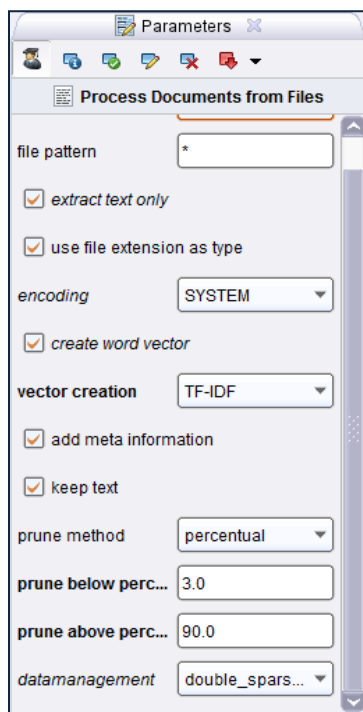 Parameters
Process Documents from Files
file pattern *
extract text only
use file extension as type
encoding SYSTEM
create word vector
vector creation TF-IDF
add meta information
keep text
prune method percentual
prune below perc... 3.0
prune above perc... 90.0
datamanagement double_spars...